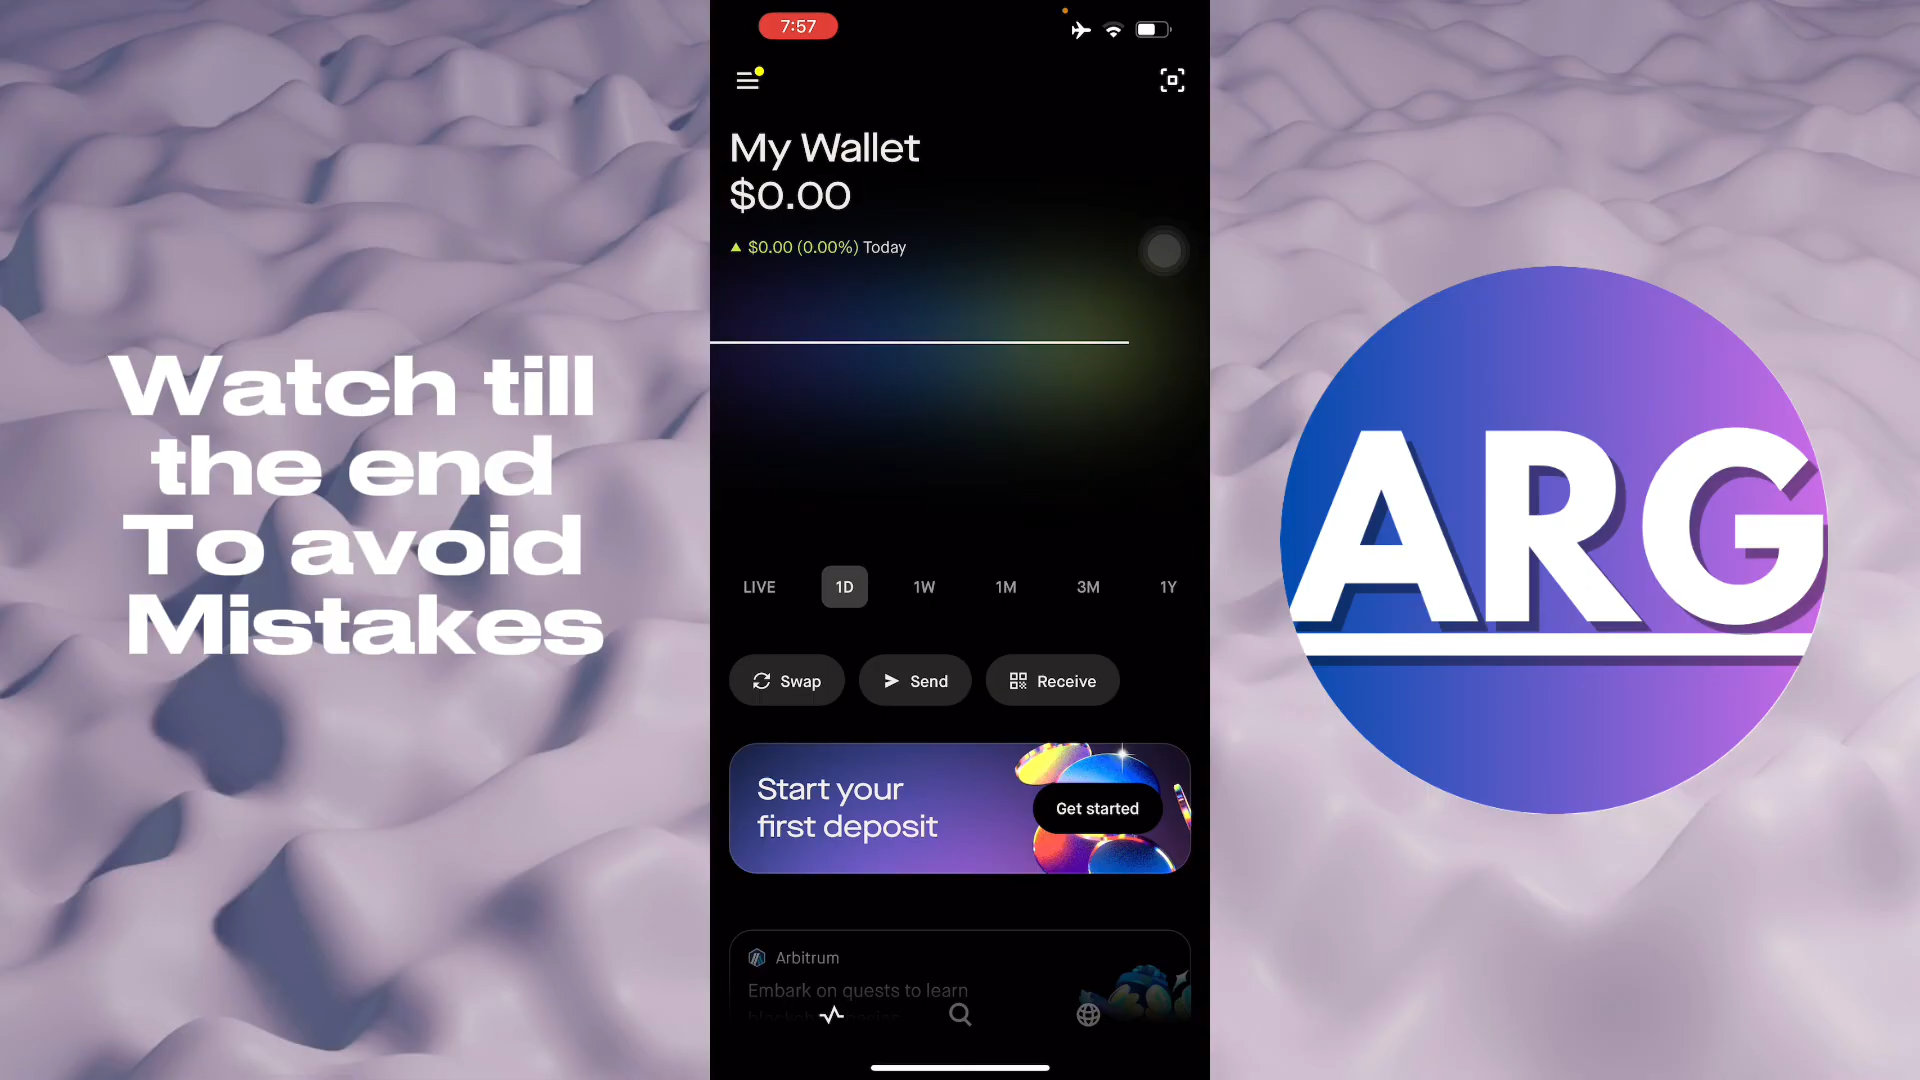 Watch till
the end
To avoid
Mistakes
7:57
My Wallet
$0.00
$0.00 (0.00%) Today
LIVE 1D 1W 1M 3M 1Y
Swap Send Receive
Start your
first deposit
Get started
Arbitrum
Embark on quests to learn
ARG